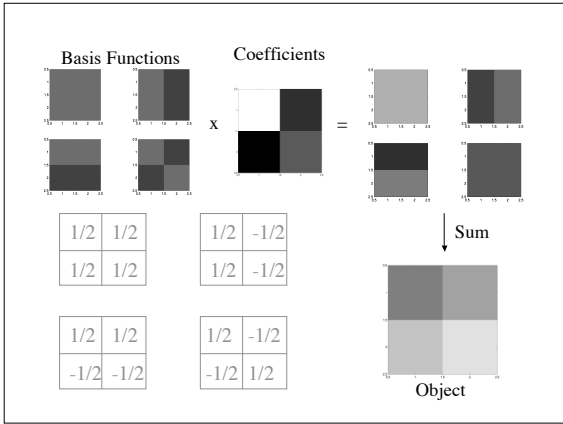 Basis Functions
Coefficients
x
=
1/2 1/2
1/2 1/2
1/2 -1/2
1/2 -1/2
Sum
1/2 1/2
-1/2 -1/2
1/2 -1/2
-1/2 1/2
Object